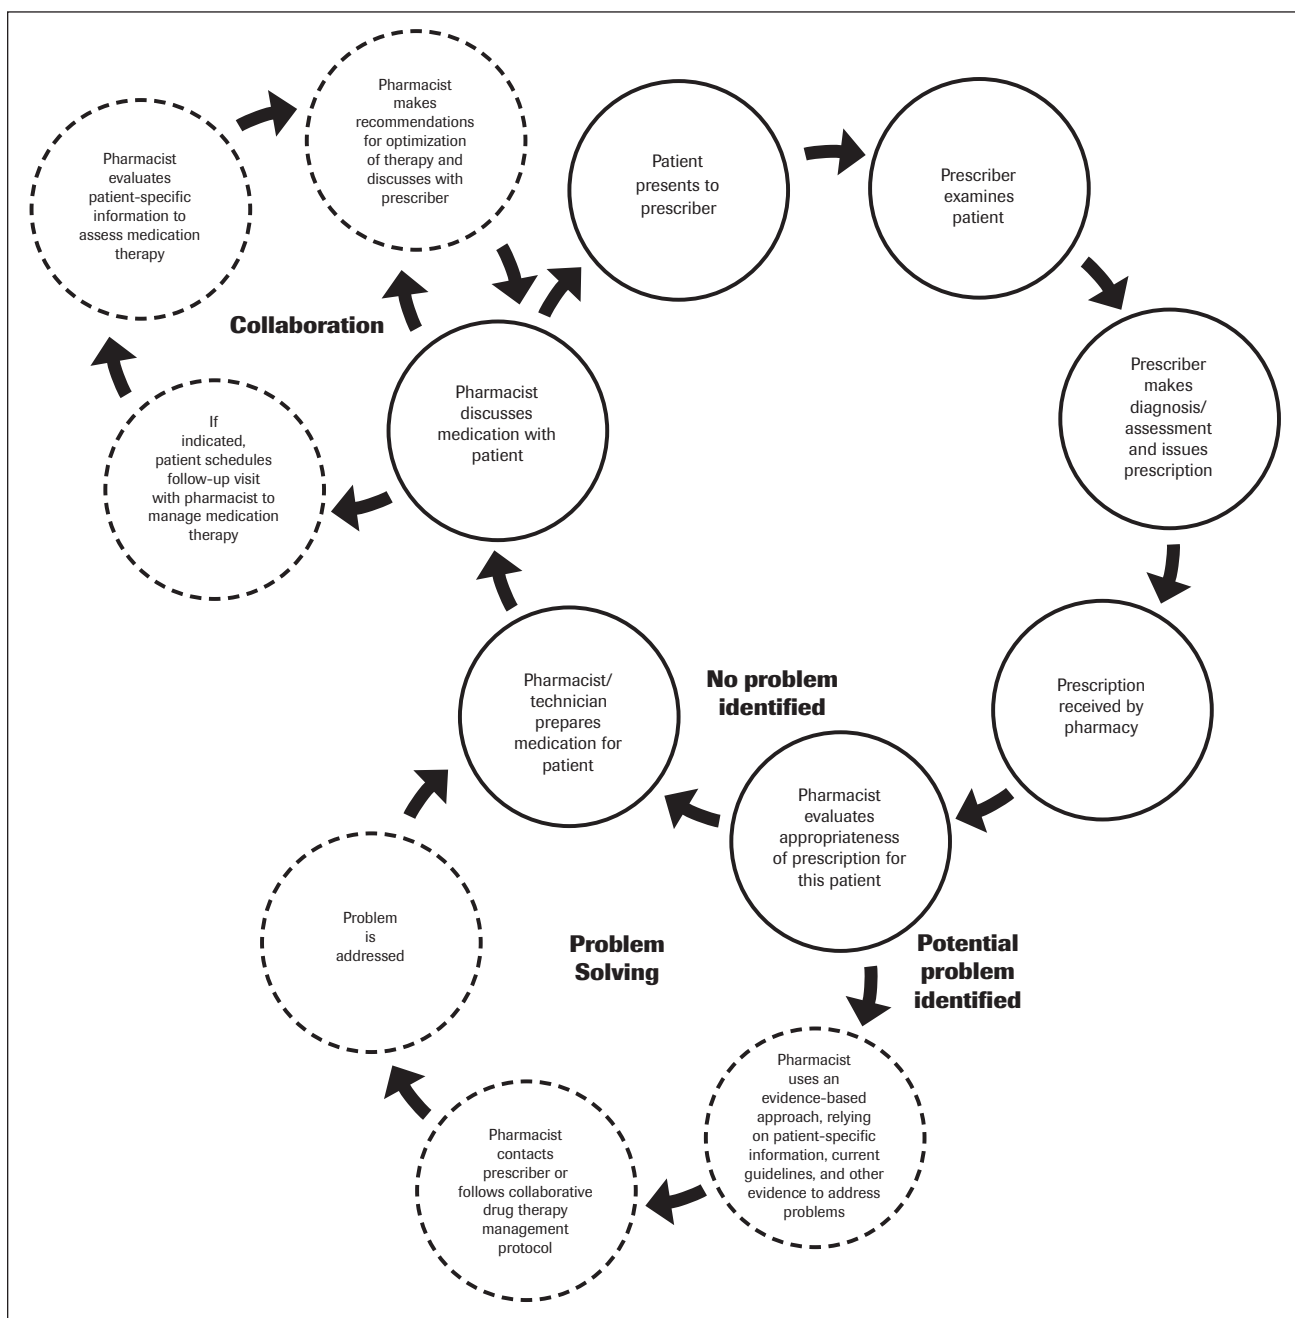 Pharmacist
makes
recommendations
for optimization
of therapy and
discusses with
prescriber
Pharmacist
evaluates
patient-specific
information to
assess medication
therapy
Patient
presents to
prescriber
Prescriber
examines
patient
Collaboration
Prescriber
makes
diagnosis/
assessment
and issues
prescription
Pharmacist
discusses
medication with
patient
If
indicated,
patient schedules
follow-up visit
with pharmacist to
manage medication
therapy
Pharmacist/
technician
prepares
medication for
patient
No problem
identified
Prescription
received by
pharmacy
Pharmacist
evaluates
appropriateness
of prescription for
this patient
Problem
is
addressed
Problem
Solving
Potential
problem
identified
Pharmacist
uses an
evidence-based
approach, relying
on patient-specific
information, current
guidelines, and other
evidence to address
problems
Pharmacist
contacts
prescriber or
follows collaborative
drug therapy
management
protocol